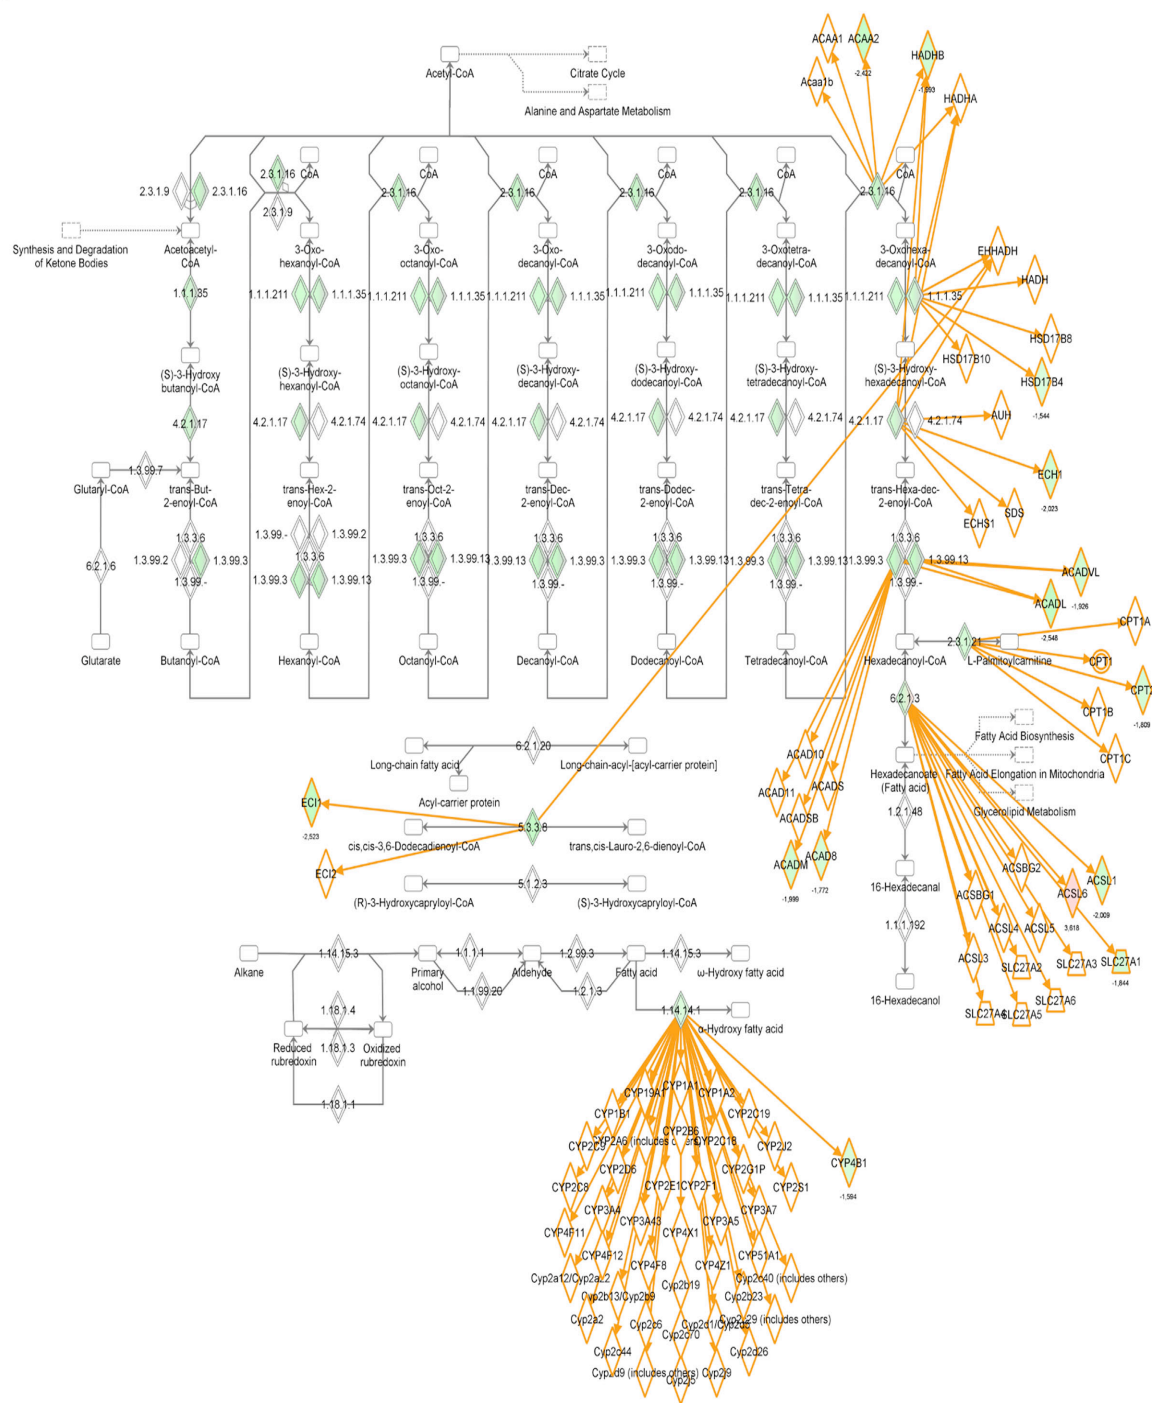 ACAA1
ACAA2
-2,422
HADHB
-1,993
Acaa1b
HADHA
Acetyl-CoA
Citrate Cycle
Alanine and Aspartate Metabolism
2.3.1.9
2.3.1.16
2.3.1.16
CoA
2.3.1.9
2.3.1.16
CoA
2.3.1.16
CoA
2.3.1.16
CoA
2.3.1.16
CoA
2.3.1.16
CoA
Synthesis and Degradation
of Ketone Bodies
Acetoacetyl-
CoA
3-Oxo-
hexanoyl-CoA
3-Oxo-
octanoyl-CoA
3-Oxo-
decanoyl-CoA
3-Oxodo-
decanoyl-CoA
3-Oxotetra-
decanoyl-CoA
3-Oxohexa-
decanoyl-CoA
EHHADH
HADH
1.1.1.35
1.1.1.211
1.1.1.35
1.1.1.211
1.1.1.35
1.1.1.211
1.1.1.35
1.1.1.211
1.1.1.35
1.1.1.211
1.1.1.35
1.1.1.211
1.1.1.35
HSD17B8
HSD17B10
HSD17B4
-1,544
(S)-3-Hydroxy
butanoyl-CoA
(S)-3-Hydroxy-
hexanoyl-CoA
(S)-3-Hydroxy-
octanoyl-CoA
(S)-3-Hydroxy-
decanoyl-CoA
(S)-3-Hydroxy-
dodecanoyl-CoA
(S)-3-Hydroxy-
tetradecanoyl-CoA
(S)-3-Hydroxy-
hexadecanoyl-CoA
4.2.1.17
4.2.1.17
4.2.1.74
4.2.1.17
4.2.1.74
4.2.1.17
4.2.1.74
4.2.1.17
4.2.1.74
4.2.1.17
4.2.1.74
4.2.1.17
4.2.1.74
AUH
ECH1
-2,023
SDS
ECHS1
Glutaryl-CoA
1.3.99.7
trans-But-
2-enoyl-CoA
trans-Hex-2-
enoyl-CoA
trans-Oct-2-
enoyl-CoA
trans-Dec-
2-enoyl-CoA
trans-Dodec-
2-enoyl-CoA
trans-Tetra-
dec-2-enoyl-CoA
trans-Hexa-dec-
2-enoyl-CoA
6.2.1.6
1.3.3.6
1.3.99.2
1.3.99.3
1.3.99.-
1.3.99.-
1.3.99.2
1.3.3.6
1.3.99.3
1.3.99.13
1.3.3.6
1.3.99.3
1.3.99.13
1.3.99.-
1.3.3.6
1.3.99.13
1.3.99.3
1.3.99.-
1.3.3.6
1.3.99.3
1.3.99.13
1.3.99.-
1.3.3.6
1.3.99.3
1.3.99.13
1.3.99.-
1.3.3.6
1.3.99.3
1.3.99.13
1.3.99.-
ACADVL
-1,926
ACADL
-2,548
Glutarate
Butanoyl-CoA
Hexanoyl-CoA
Octanoyl-CoA
Decanoyl-CoA
Dodecanoyl-CoA
Tetradecanoyl-CoA
Hexadecanoyl-CoA
2.3.1.21
L-Palmitoylcarnitine
CPT1A
CPT1
CPT2
-1,809
CPT1B
CPT1C
6.2.1.3
Fatty Acid Biosynthesis
Hexadecanoate
(Fatty acid)
Fatty Acid Elongation in Mitochondria
Glycerolipid Metabolism
Long-chain fatty acid
6.2.1.20
Long-chain-acyl-[acyl-carrier protein]
Acyl-carrier protein
ACAD10
ACAD11
ACADS
ACADSB
ACADM
-1,999
ACAD8
-1,772
ECI1
-2,523
5.3.3.8
cis,cis-3,6-Dodecadienoyl-CoA
trans,cis-Lauro-2,6-dienoyl-CoA
ECI2
5.1.2.3
(R)-3-Hydroxycapryloyl-CoA
(S)-3-Hydroxycapryloyl-CoA
1.2.1.48
16-Hexadecanal
1.1.1.192
16-Hexadecanol
ACSBG2
ACSBG1
ACSL6
3,618
ACSL1
-2,009
ACSL4
ACSL5
ACSL3
SLC27A2
SLC27A3
SLC27A1
-1,844
SLC27A6
SLC27A4
SLC27A5
Alkane
1.14.15.3
Primary
alcohol
1.1.1.1
Aldehyde
1.2.99.3
Fatty acid
1.14.15.3
ω-Hydroxy fatty acid
1.1.99.20
1.2.1.3
1.14.14.1
α-Hydroxy fatty acid
1.18.1.4
Reduced
rubredoxin
1.18.1.3
Oxidized
rubredoxin
1.18.1.1
CYP19A1
CYP1A1
CYP1A2
CYP1B1
CYP2C19
CYP2B6
CYP2C9
CYP2A6 (includes others)
CYP2C18
CYP2J2
CYP4B1
-1,594
CYP2D6
CYP2G1P
CYP2C8
CYP2E1
CYP2F1
CYP2S1
CYP3A4
CYP3A43
CYP3A5
CYP3A7
CYP4F11
CYP4X1
CYP4F12
CYP51A1
CYP4F8
CYP4Z1
Cyp2a12/Cyp2a22
Cyp2b19
Cyp2c40 (includes others)
Cyp2b13/Cyp2b9
Cyp2b23
Cyp2a2
Cyp2c6
Cyp2c29 (includes others)
Cyp2c70
Cyp2c44
Cyp2d26
Cyp2d9 (includes others)
Cyp2j5
Cyp2j9